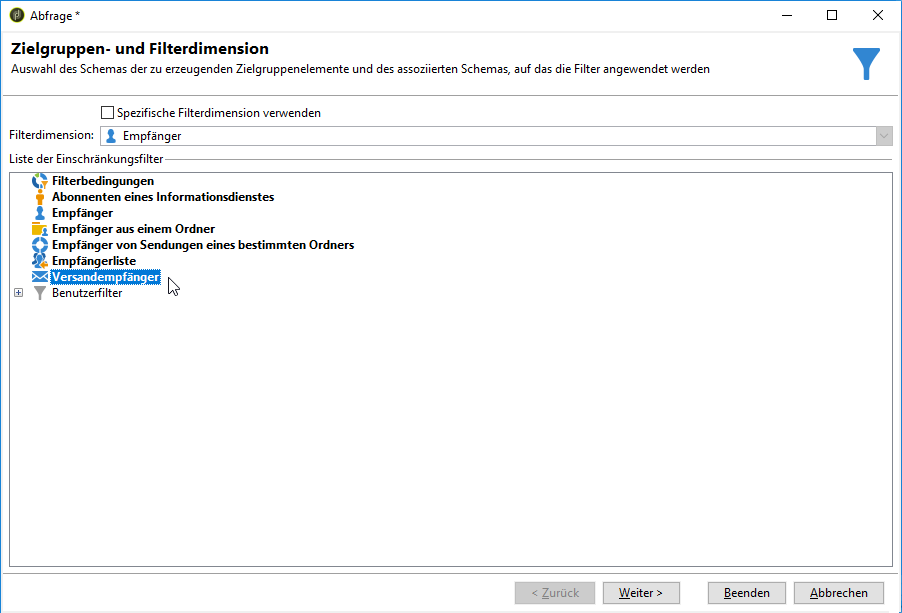 Abfrage *
Zielgruppen- und Filterdimension
Auswahl des Schemas der zu erzeugenden Zielgruppenelemente und des assoziierten Schemas, auf das die Filter angewendet werden
Spezifische Filterdimension verwenden
Filterdimension: Empfänger
Liste der Einschränkungsfilter
Filterbedingungen
Abonnenten eines Informationsdienstes
Empfänger
Empfänger aus einem Ordner
Empfänger von Sendungen eines bestimmten Ordners
Empfängerliste
Versandempfänger
Benutzerfilter
< Zurück Weiter > Beenden Abbrechen